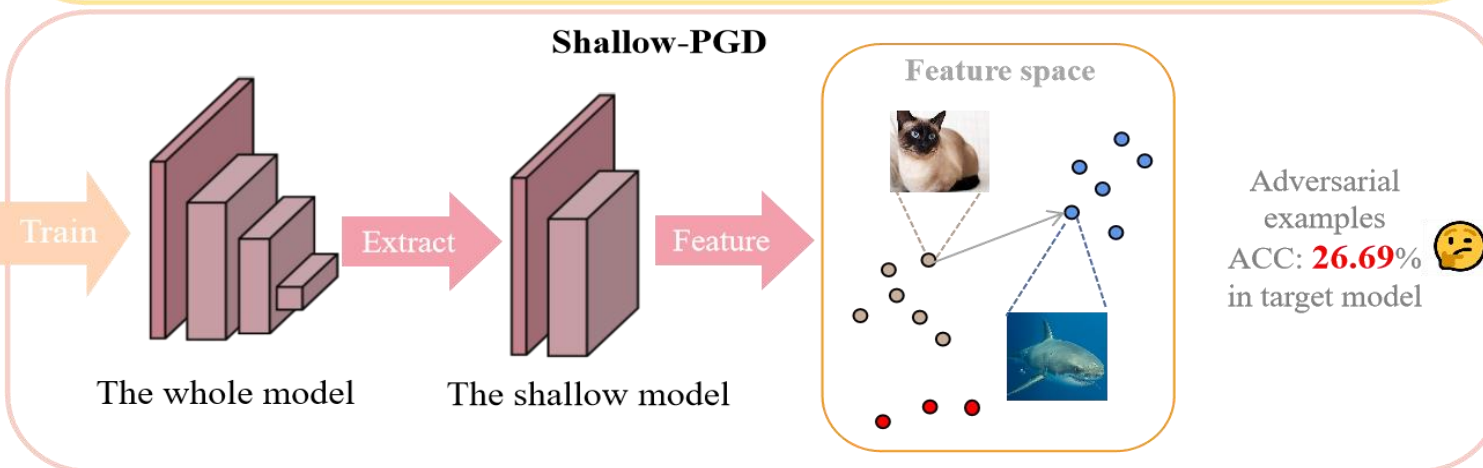 Shallow-PGD
Train
The whole model
Extract
The shallow model
Feature
Feature space
Adversarial
examples
ACC: 26.69%
in target model